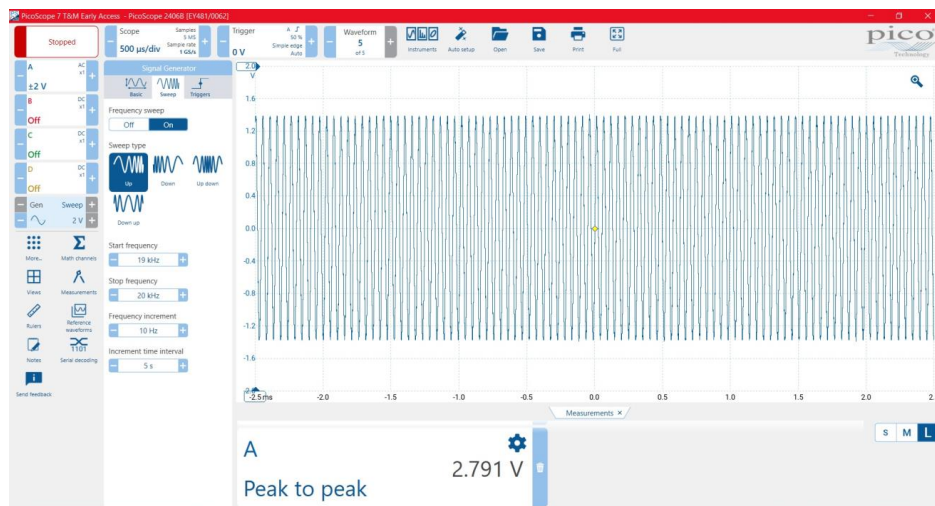 PicoScope 7 T&M Early Access - PicoScope 2406B [EY481/0062]
Stopped
Scope
500 µs/div
Samples
5 MS
Sample rate
1 GS/s
Trigger
0 V
50 %
Simple edge
Auto
Waveform
5
of 5
Instruments
Auto setup
Open
Save
Print
Full
pico
Technology
A
AC
x1
±2 V
B
DC
x1
Off
C
DC
x1
Off
D
DC
x1
Off
Gen
Sweep
2 V
More...
Math channels
Views
Measurements
Rulers
Reference
waveforms
Notes
Serial decoding
1101
Send feedback
Signal Generator
Basic
Sweep
Triggers
Frequency sweep
Off
On
Sweep type
Up
Down
Up down
Down up
Start frequency
19 kHz
Stop frequency
20 kHz
Frequency increment
10 Hz
Increment time interval
5 s
2.0
V
1.6
1.2
0.8
0.4
0.0
-0.4
-0.8
-1.2
-1.6
-2.5 ms
-2.0
-1.5
-1.0
-0.5
0.0
0.5
1.0
1.5
2.0
Measurements ×
S M L
A
2.791 V
Peak to peak